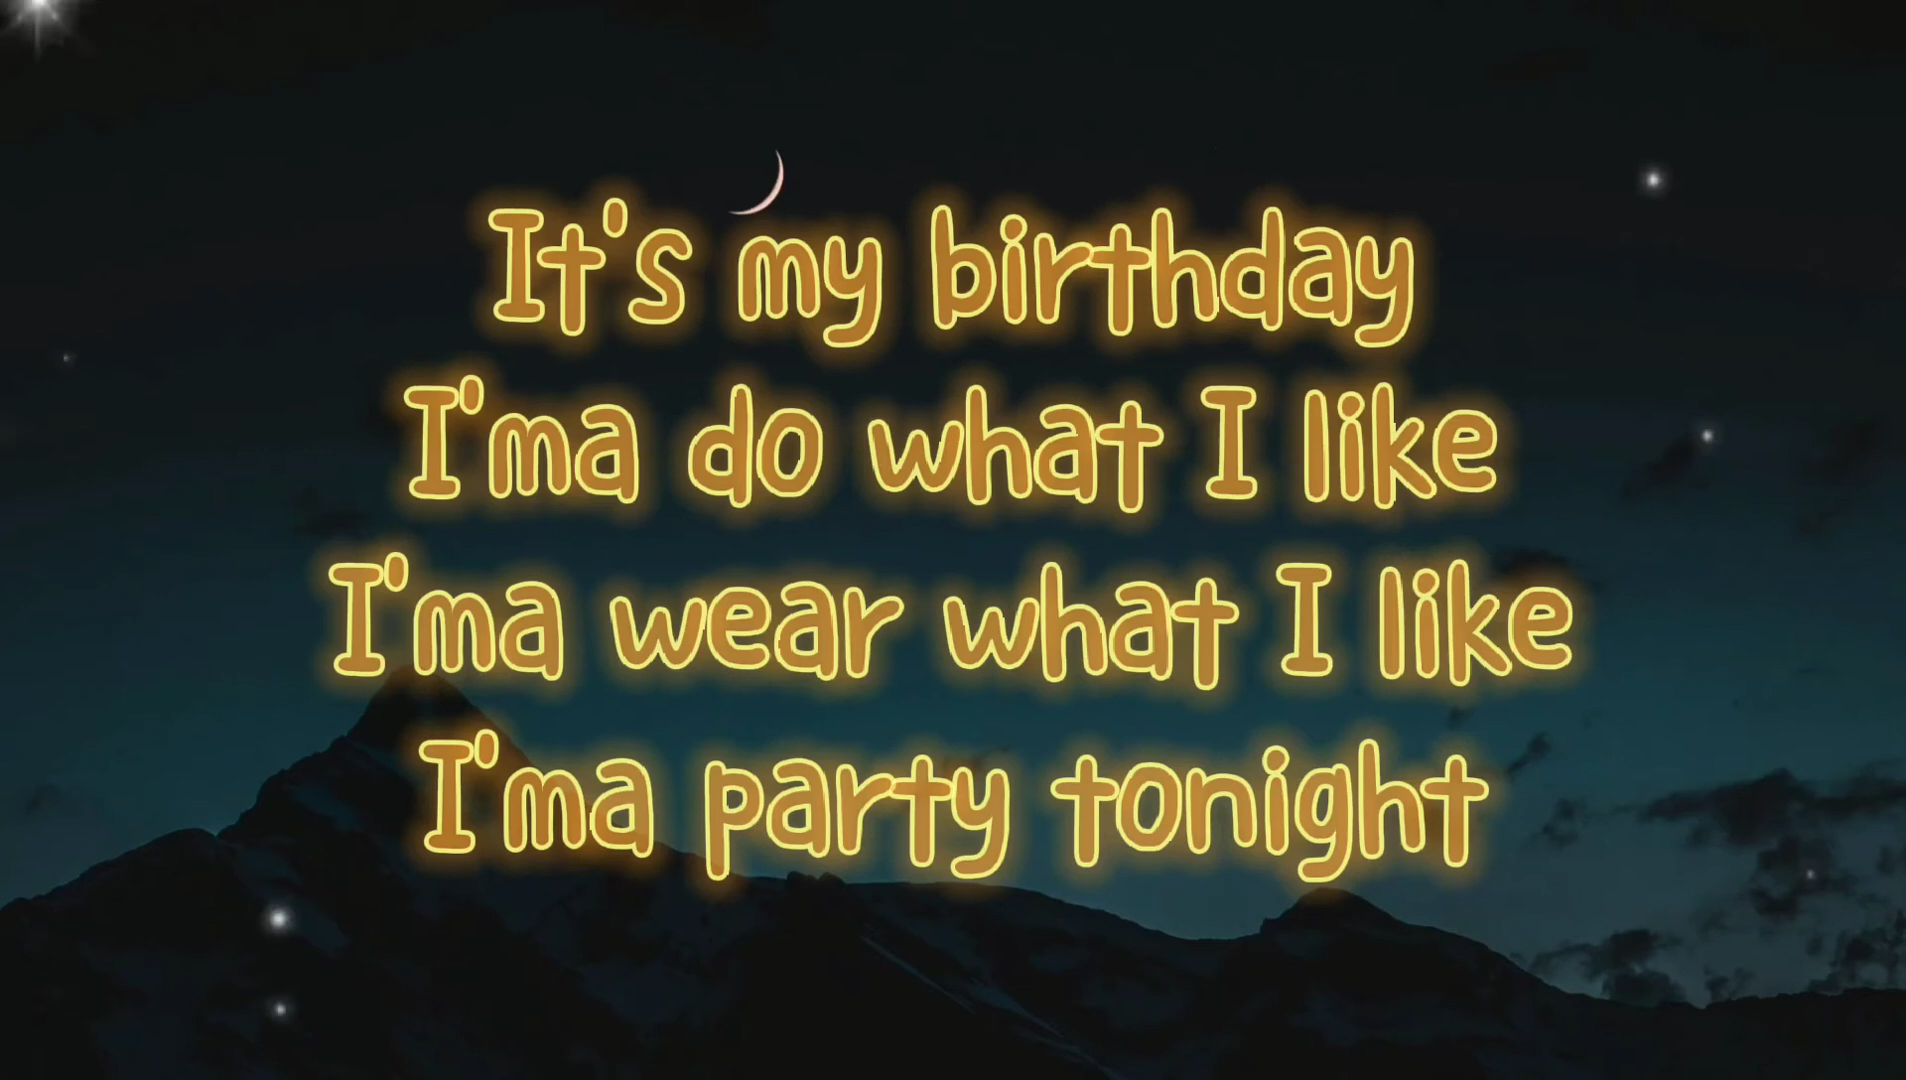 It's my birthday
I'ma do what I like
I'ma wear what I like
I'ma party tonight